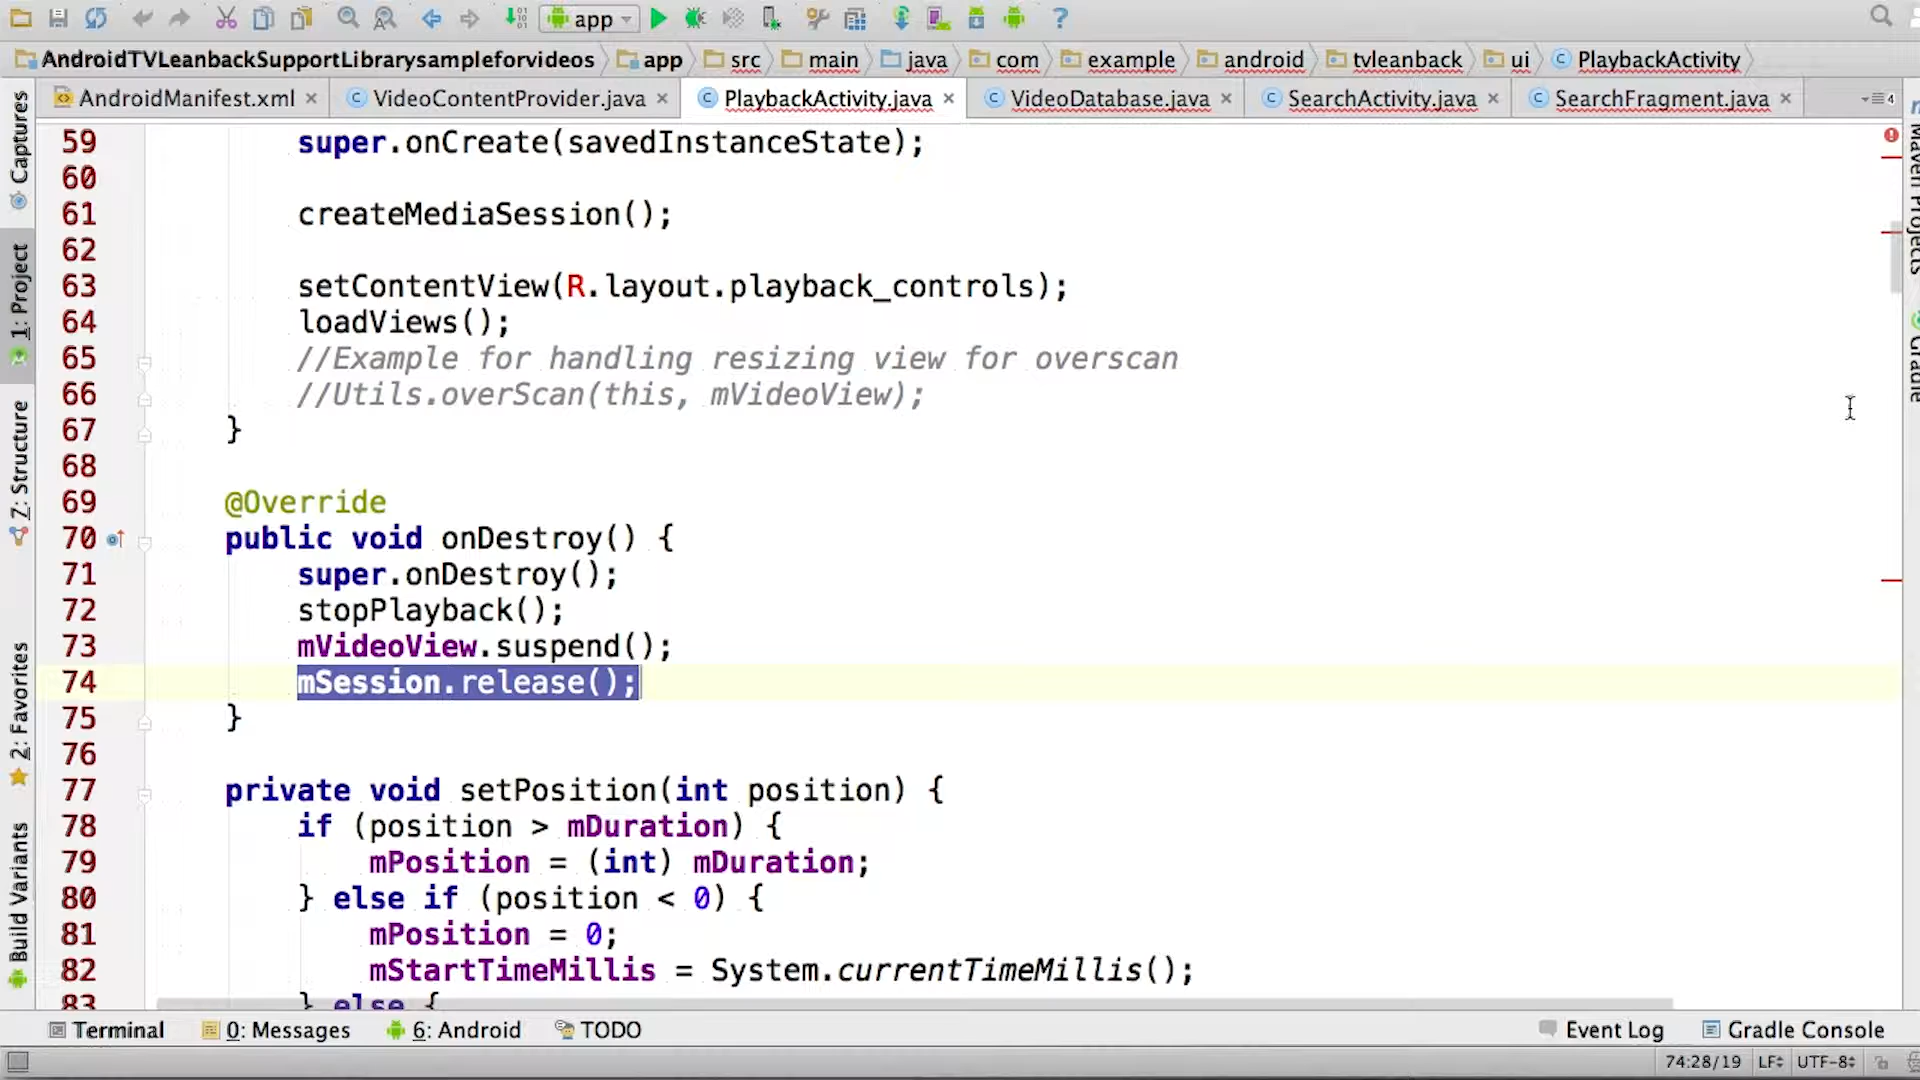 app
AndroidTVLeanbackSupportLibrarysampleforvideos app src main java com example android tvleanback ui PlaybackActivity
AndroidManifest.xml VideoContentProvider.java PlaybackActivity.java VideoDatabase.java SearchActivity.java SearchFragment.java 4
Captures
1: Project
Z: Structure
2: Favorites
Build Variants
59 super.onCreate(savedInstanceState);
60
61 createMediaSession();
62
63 setContentView(R.layout.playback_controls);
64 loadViews();
65 //Example for handling resizing view for overscan
66 //Utils.overScan(this, mVideoView);
67 }
68
69 @Override
70 public void onDestroy() {
71 super.onDestroy();
72 stopPlayback();
73 mVideoView.suspend();
74 mSession.release();
75 }
76
77 private void setPosition(int position) {
78 if (position > mDuration) {
79 mPosition = (int) mDuration;
80 } else if (position < 0) {
81 mPosition = 0;
82 mStartTimeMillis = System.currentTimeMillis();
83 } else {
Maven Projects
Gradle
Terminal 0: Messages 6: Android TODO Event Log Gradle Console
74:28/19 LF UTF-8